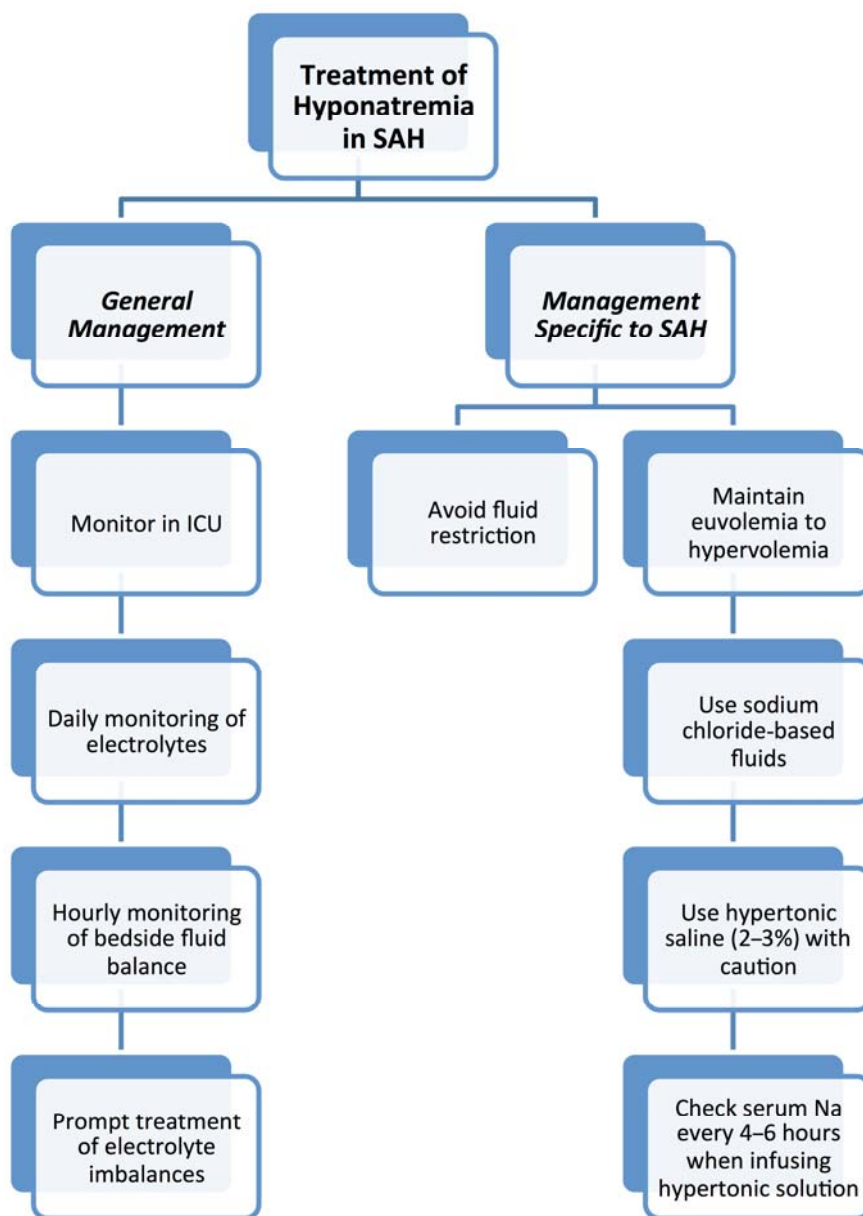 Treatment of
Hyponatremia
in SAH
General
Management
Management
Specific to SAH
Monitor in ICU
Avoid fluid
restriction
Maintain
euvolemia to
hypervolemia
Daily monitoring of
electrolytes
Use sodium
chloride-based
fluids
Hourly monitoring
of bedside fluid
balance
Use hypertonic
saline (2–3%) with
caution
Prompt treatment
of electrolyte
imbalances
Check serum Na
every 4–6 hours
when infusing
hypertonic solution